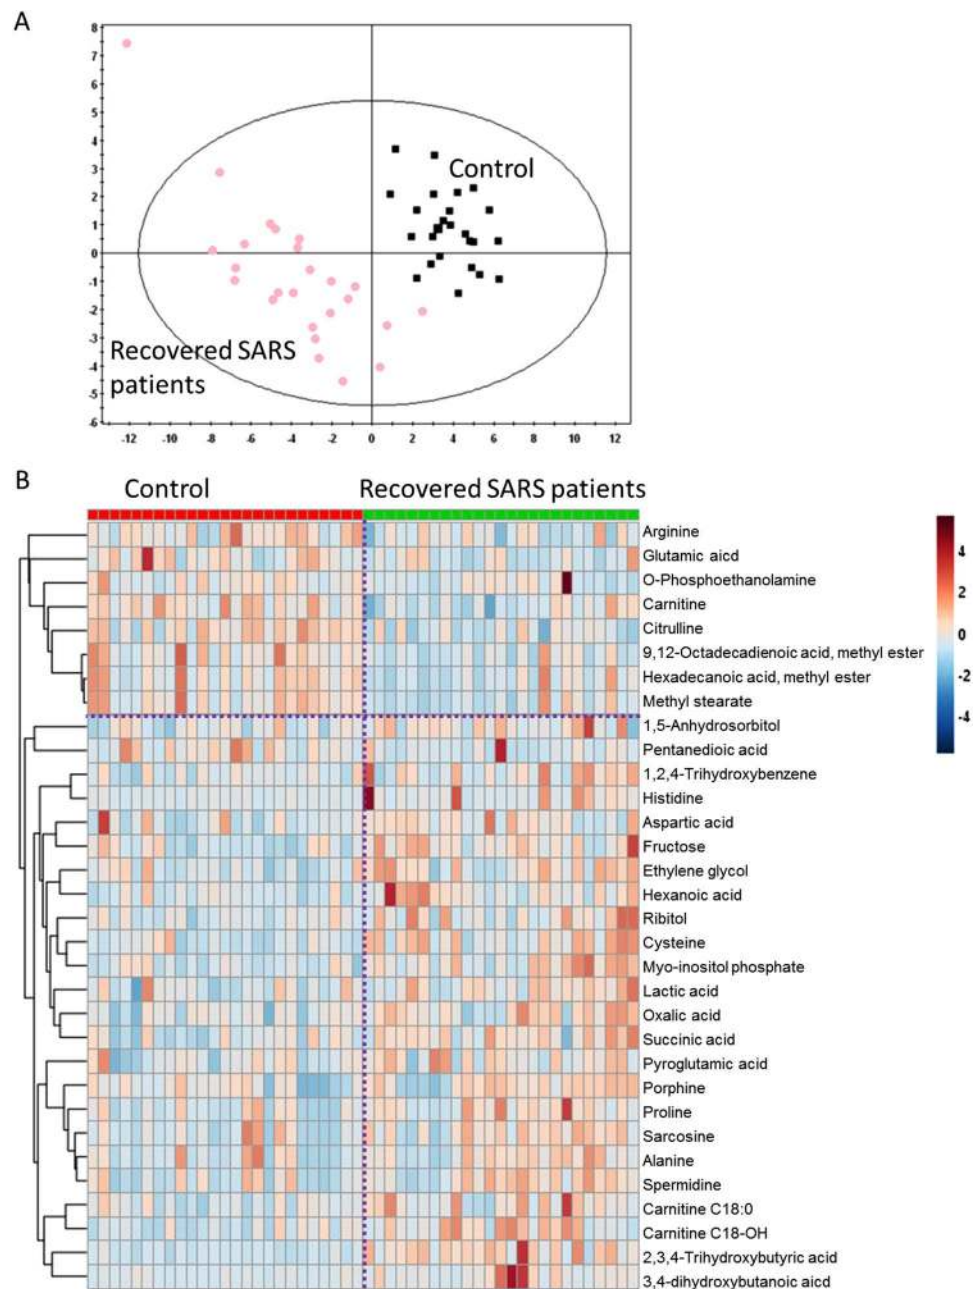 A
8
7
6
5
4
3
2
1
0
-1
-2
-3
-4
-5
-6
Control
Recovered SARS
patients
-12 -10 -8 -6 -4 -2 0 2 4 6 8 10 12
B
Control Recovered SARS patients
Arginine
Glutamic aicd
O-Phosphoethanolamine
Carnitine
Citrulline
9,12-Octadecadienoic acid, methyl ester
Hexadecanoic acid, methyl ester
Methyl stearate
1,5-Anhydrosorbitol
Pentanedioic acid
1,2,4-Trihydroxybenzene
Histidine
Aspartic acid
Fructose
Ethylene glycol
Hexanoic acid
Ribitol
Cysteine
Myo-inositol phosphate
Lactic acid
Oxalic acid
Succinic acid
Pyroglutamic acid
Porphine
Proline
Sarcosine
Alanine
Spermidine
Carnitine C18:0
Carnitine C18-OH
2,3,4-Trihydroxybutyric acid
3,4-dihydroxybutanoic aicd
4
2
0
-2
-4